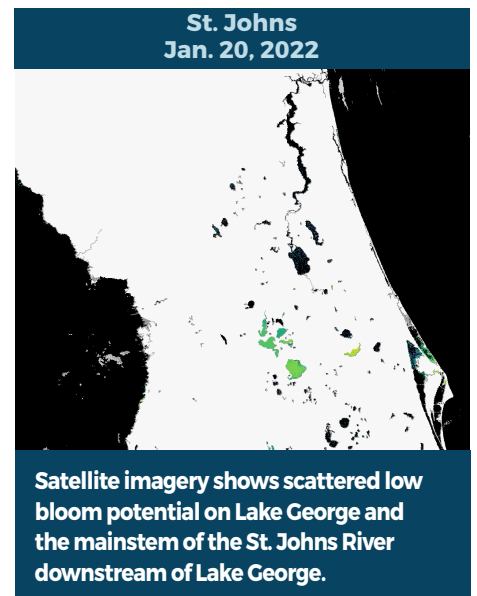 St. Johns
Jan. 20, 2022
Satellite imagery shows scattered low
bloom potential on Lake George and
the mainstem of the St. Johns River
downstream of Lake George.